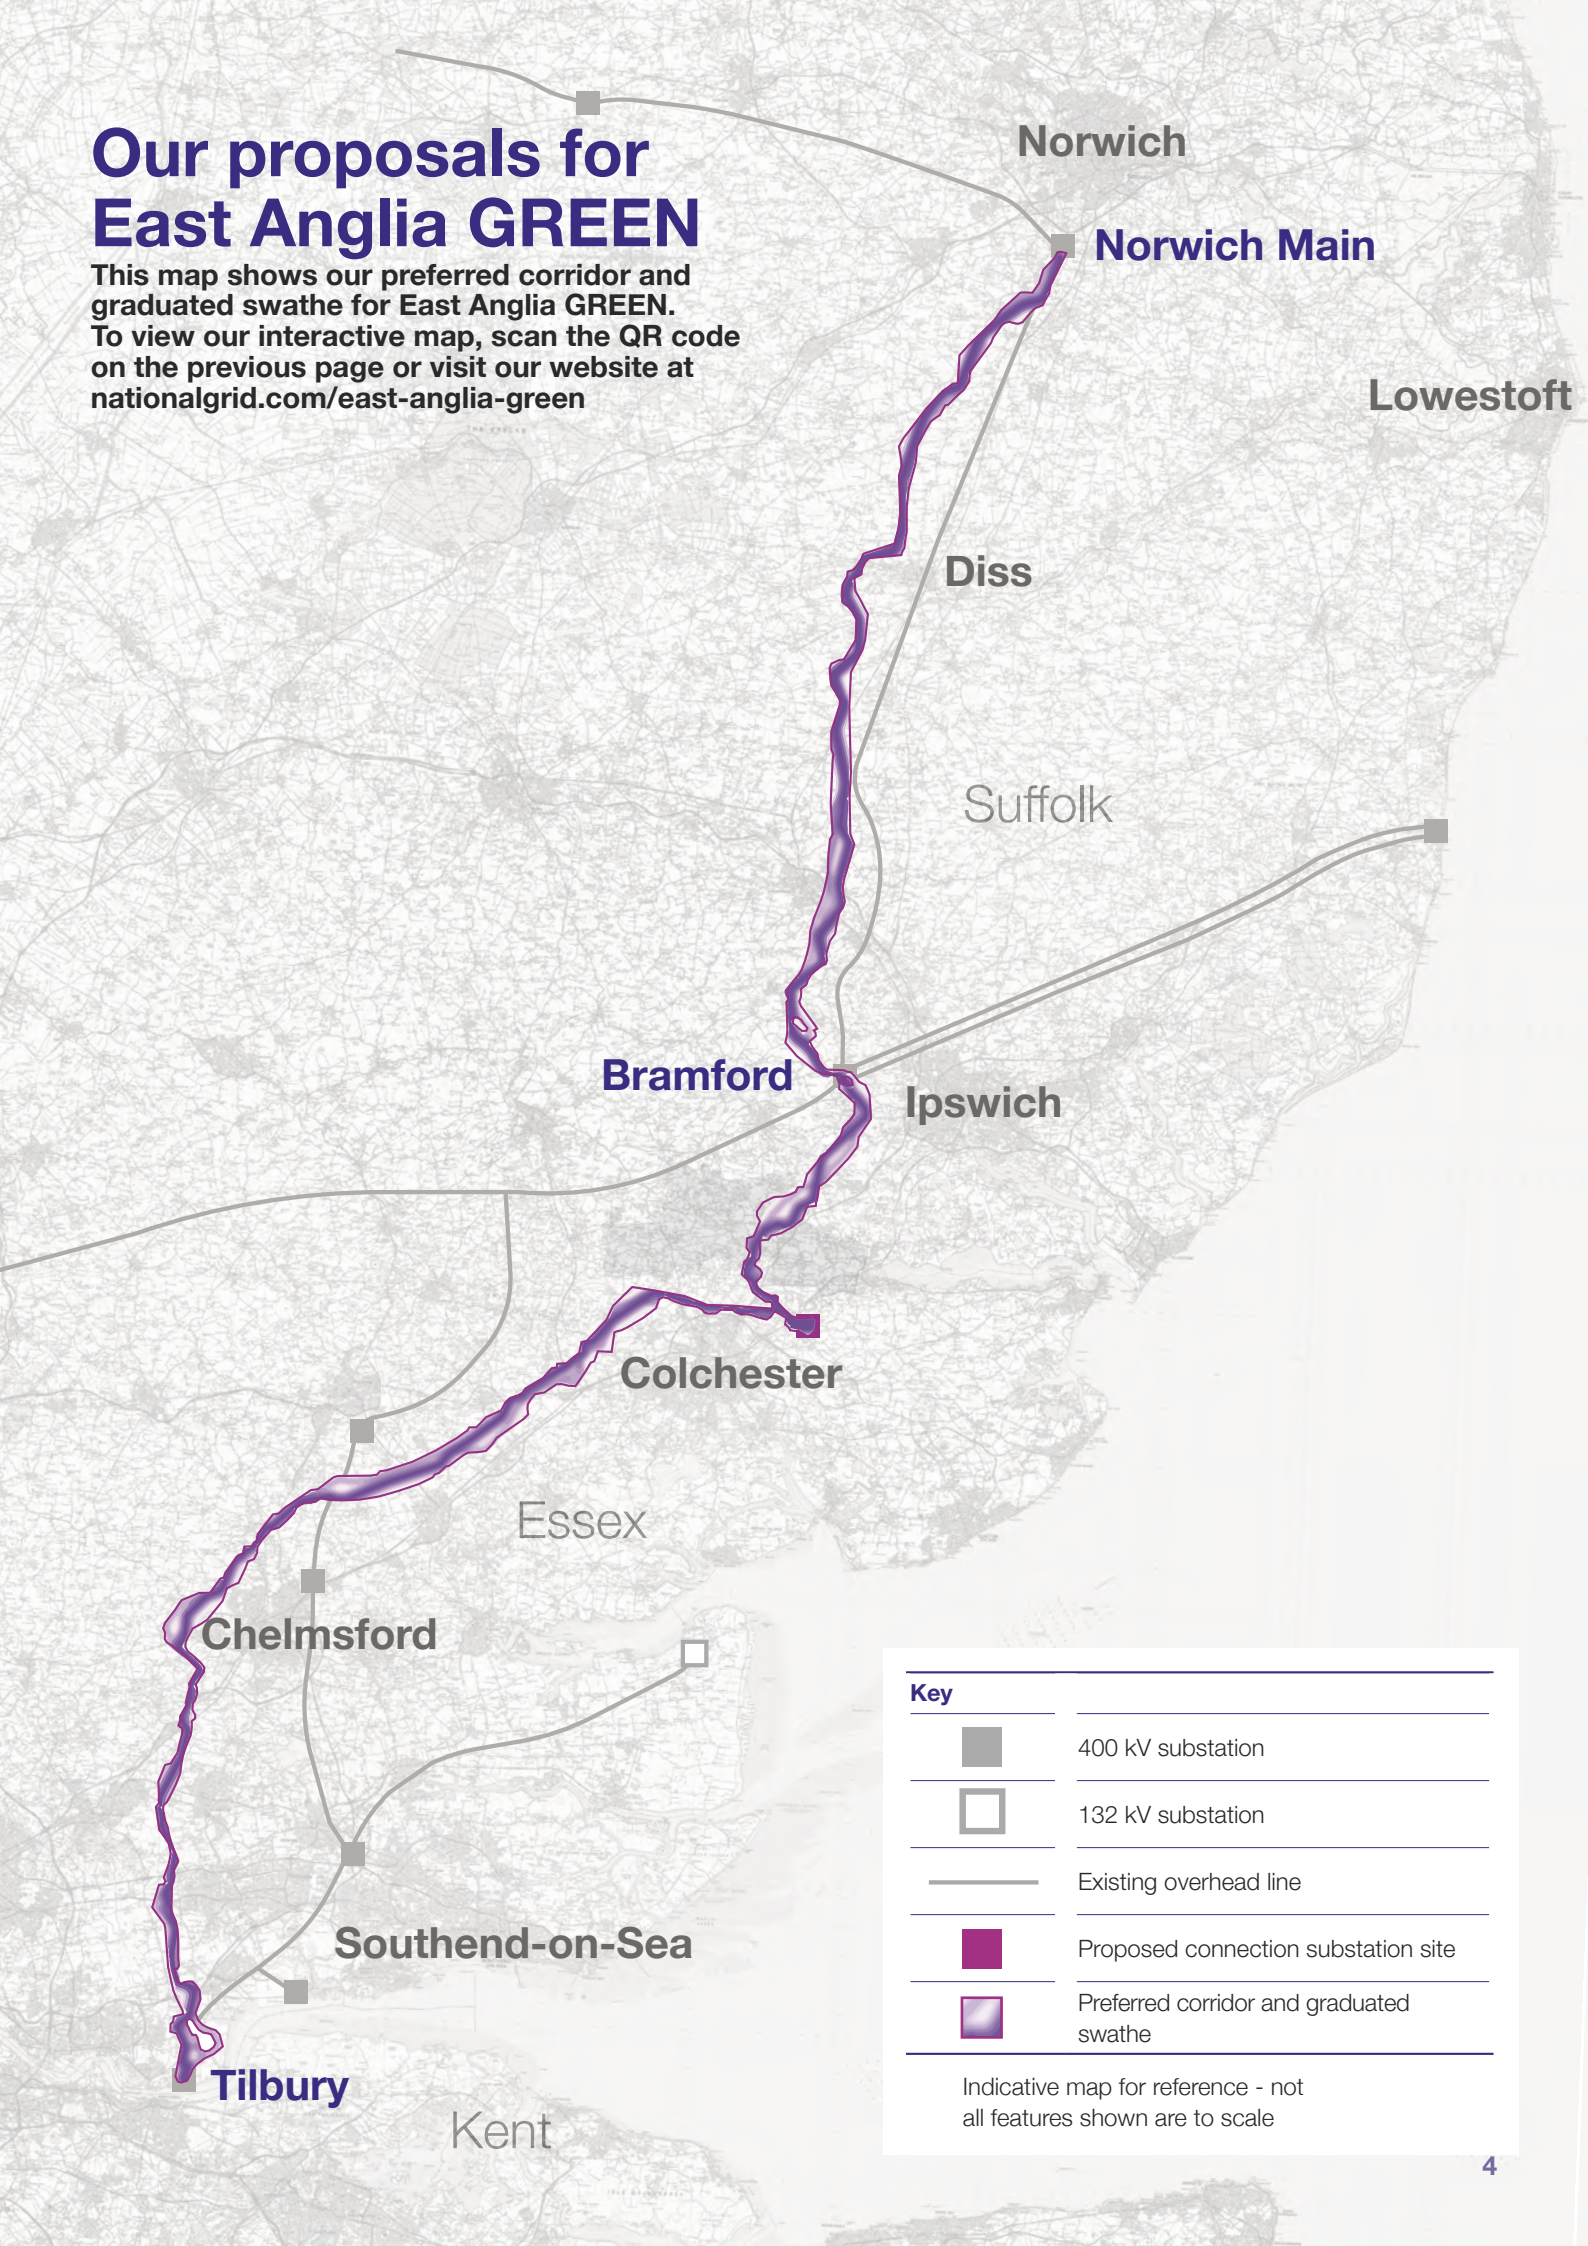 Our proposals for
East Anglia GREEN
This map shows our preferred corridor and
graduated swathe for East Anglia GREEN.
To view our interactive map, scan the QR code
on the previous page or visit our website at
nationalgrid.com/east-anglia-green
Norwich
Norwich Main
Lowestoft
Diss
Suffolk
Bramford
Ipswich
Colchester
Essex
Chelmsford
Southend-on-Sea
Tilbury
Kent
Key
400 kV substation
132 kV substation
Existing overhead line
Proposed connection substation site
Preferred corridor and graduated
swathe
Indicative map for reference - not
all features shown are to scale
4